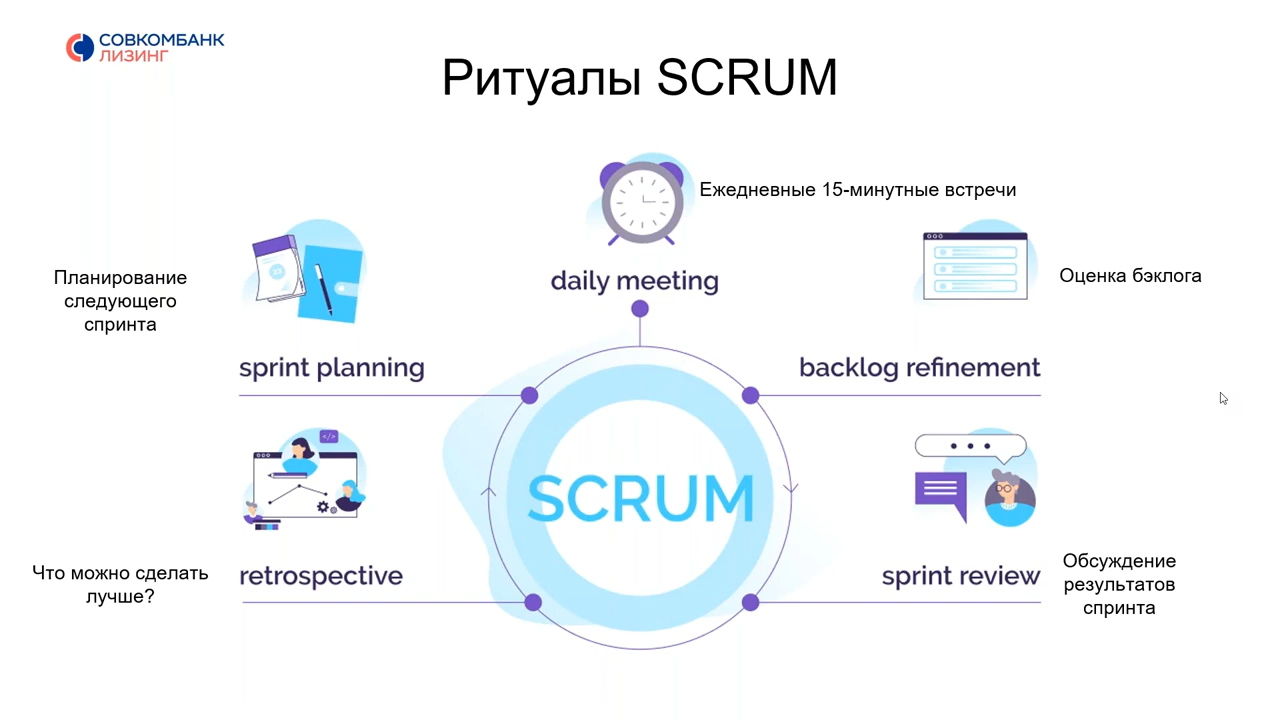 СОВКОМБАНК
ЛИЗИНГ
Ритуалы SCRUM
Ежедневные 15-минутные встречи
daily meeting
Планирование
следующего
спринта
sprint planning
Оценка бэклога
backlog refinement
SCRUM
Что можно сделать
лучше?
retrospective
sprint review
Обсуждение
результатов
спринта